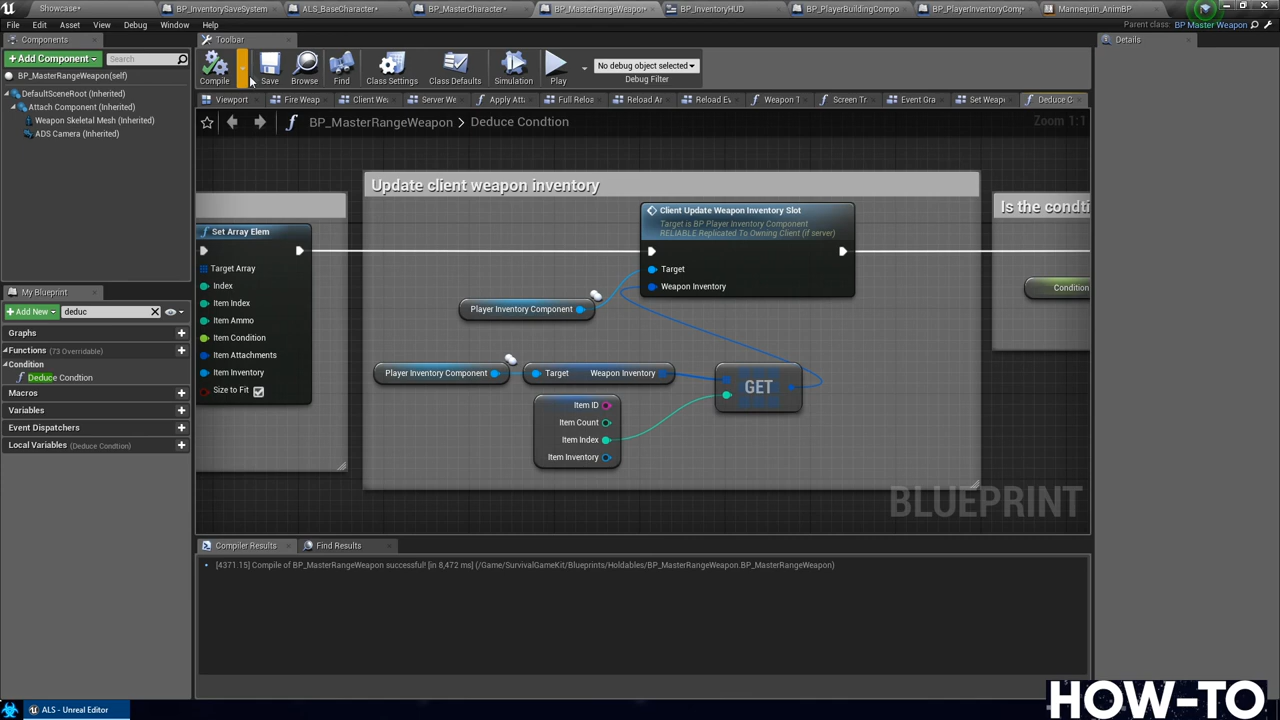 Showcase•
BP_InventorySaveSystem
ALS_BaseCharacter•
BP_MasterCharacter•
BP_MasterRangeWeapon•
BP_InventoryHUD
BP_PlayerBuildingCompo
BP_PlayerInventoryComp•
Mannequin_AnimBP
File Edit Asset View Debug Window Help
Parent class: BP Master Weapon
Components
Toolbar
Details
+ Add Component
Search
BP_MasterRangeWeapon(self)
DefaultSceneRoot (Inherited)
Attach Component (Inherited)
Weapon Skeletal Mesh (Inherited)
ADS Camera (Inherited)
Compile
Save
Browse
Find
Class Settings
Class Defaults
Simulation
Play
No debug object selected
Debug Filter
Viewport
Fire Weap
Client We
Server We
Apply Att
Full Reloa
Reload Ar
Reload Ev
Weapon T
Screen Tr
Event Gra
Set Weap
Deduce C
BP_MasterRangeWeapon > Deduce Condtion
Zoom 1:1
Update client weapon inventory
Is the condti
Set Array Elem
Target Array
Index
Item Index
Item Ammo
Item Condition
Item Attachments
Item Inventory
Size to Fit
Client Update Weapon Inventory Slot
Target is BP Player Inventory Component
RELIABLE Replicated To Owning Client (if server)
Target
Weapon Inventory
Player Inventory Component
Player Inventory Component
Target
Weapon Inventory
GET
Item ID
Item Count
Item Index
Item Inventory
Condition
BLUEPRINT
My Blueprint
+ Add New
deduc
Graphs
Functions (73 Overridable)
Condition
Deduce Condtion
Macros
Variables
Event Dispatchers
Local Variables (Deduce Condtion)
Compiler Results
Find Results
[4371.15] Compile of BP_MasterRangeWeapon successful! [in 8,472 ms] (/Game/SurvivalGameKit/Blueprints/Holdables/BP_MasterRangeWeapon.BP_MasterRangeWeapon)
ALS - Unreal Editor
HOW-TO